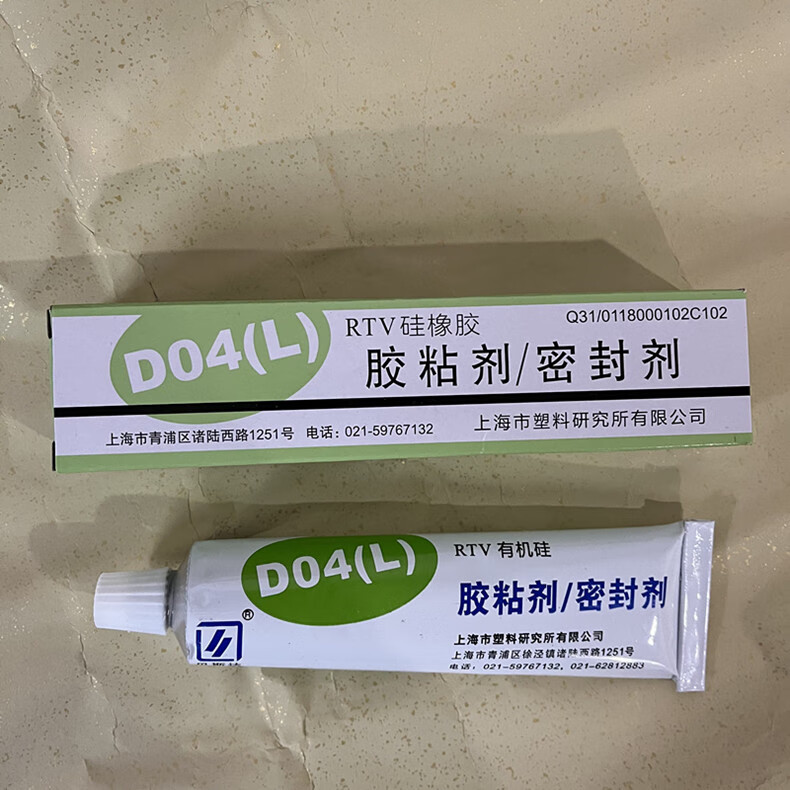 D04(L)
RTV 硅橡胶
Q31/0118000102C102
胶粘剂/密封剂
上海市青浦区诸陆西路1251号 电话：021-59767132
上海市塑料研究所有限公司
D04(L)
RTV 有机硅
胶粘剂/密封剂
®
上海市塑料研究所有限公司
上海市青浦区徐泾镇诸陆西路1251号
电话：021-59767132，021-62812883